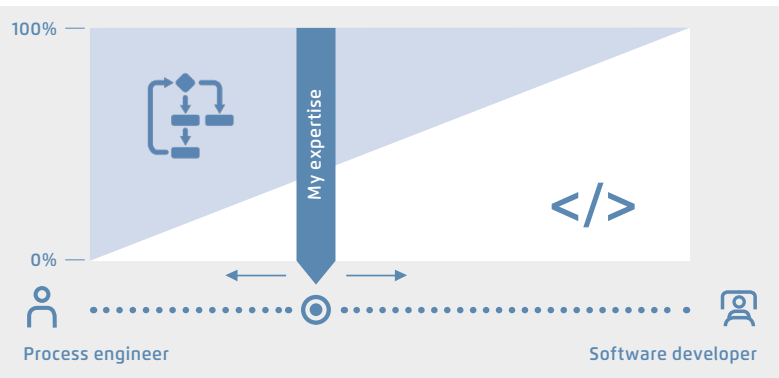 100%
My expertise
</>
0%
Process engineer
Software developer